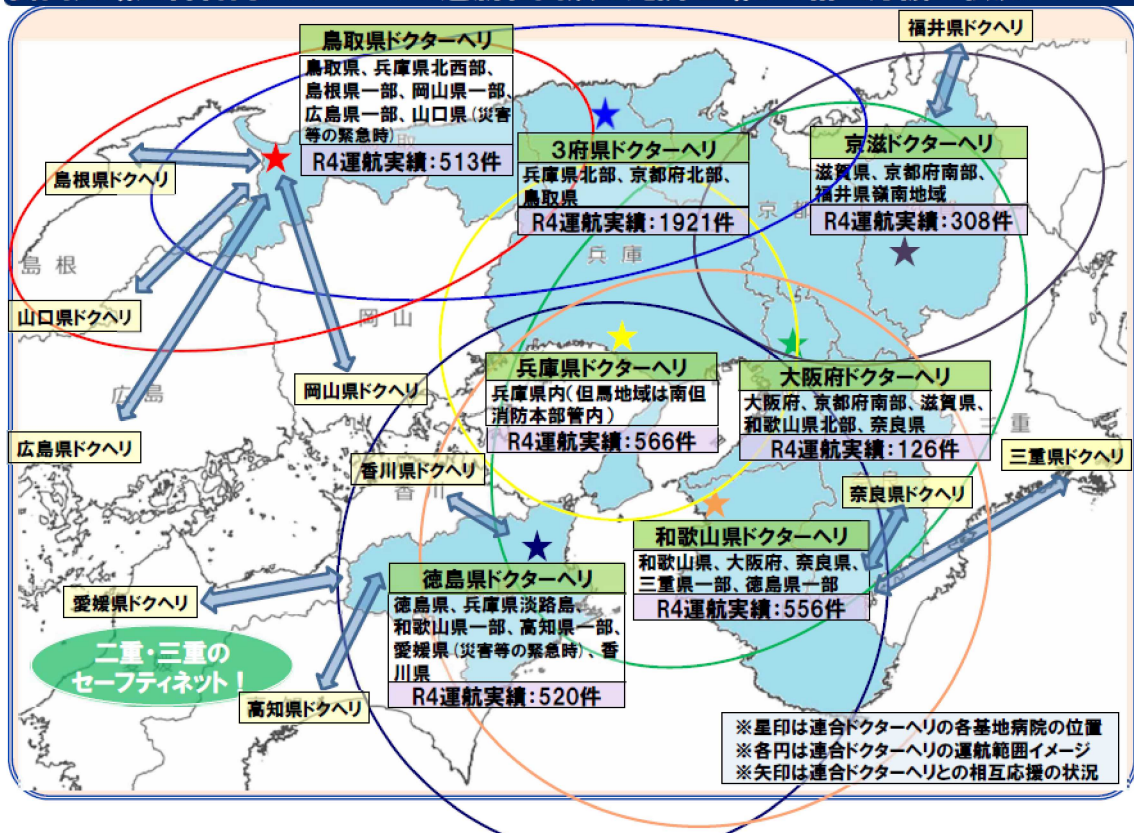 福井県ドクヘリ
鳥取県ドクターヘリ
鳥取県、兵庫県北西部、
島根県一部、岡山県一部、
広島県一部、山口県(災害
等の緊急時)
R4運航実績:513件
3府県ドクターヘリ
兵庫県北部、京都府北部、
鳥取県
R4運航実績:1921件
京滋ドクターヘリ
滋賀県、京都府南部、
福井県嶺南地域
R4運航実績:308件
島根県ドクヘリ
島根
兵庫
山口県ドクヘリ
岡山
岡山県ドクヘリ
広島
広島県ドクヘリ
兵庫県ドクターヘリ
兵庫県内(但馬地域は南但
消防本部管内)
R4運航実績:566件
大阪府ドクターヘリ
大阪府、京都府南部、滋賀県、
和歌山県北部、奈良県
R4運航実績:126件
三重
三重県ドクヘリ
香川県ドクヘリ
香川
奈良県ドクヘリ
和歌山県ドクターヘリ
和歌山県、大阪府、奈良県、
三重県一部、徳島県一部
R4運航実績:556件
徳島県ドクターヘリ
徳島県、兵庫県淡路島、
和歌山県一部、高知県一部、
愛媛県(災害等の緊急時)、香
川県
R4運航実績:520件
愛媛県ドクヘリ
二重・三重の
セーフティネット!
高知県ドクヘリ
※星印は連合ドクターヘリの各基地病院の位置
※各円は連合ドクターヘリの運航範囲イメージ
※矢印は連合ドクターヘリとの相互応援の状況